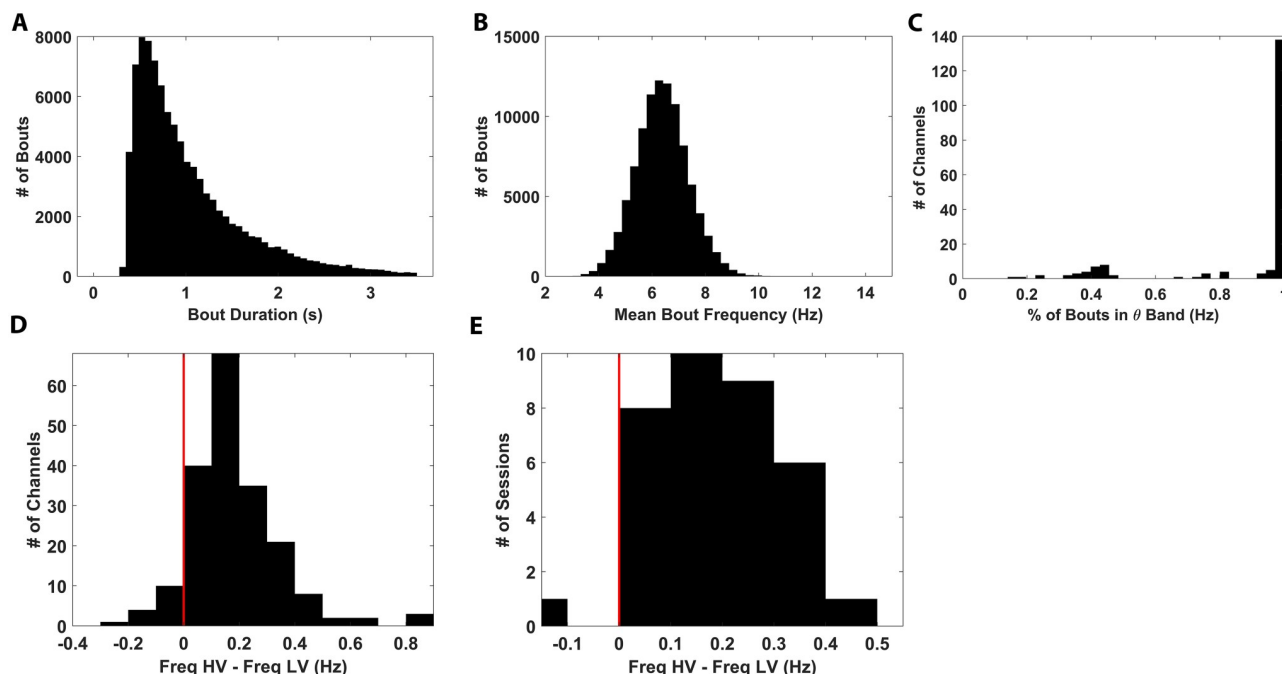 A
8000
6000
4000
2000
0
# of Bouts
0 1 2 3
Bout Duration (s)
B
15000
10000
5000
0
# of Bouts
2 4 6 8 10 12 14
Mean Bout Frequency (Hz)
C
140
120
100
80
60
40
20
0
# of Channels
0 0.2 0.4 0.6 0.8 1
% of Bouts in θ Band (Hz)
D
60
50
40
30
20
10
0
# of Channels
-0.4 -0.2 0 0.2 0.4 0.6 0.8
Freq HV - Freq LV (Hz)
E
10
8
6
4
2
0
# of Sessions
-0.1 0 0.1 0.2 0.3 0.4 0.5
Freq HV - Freq LV (Hz)